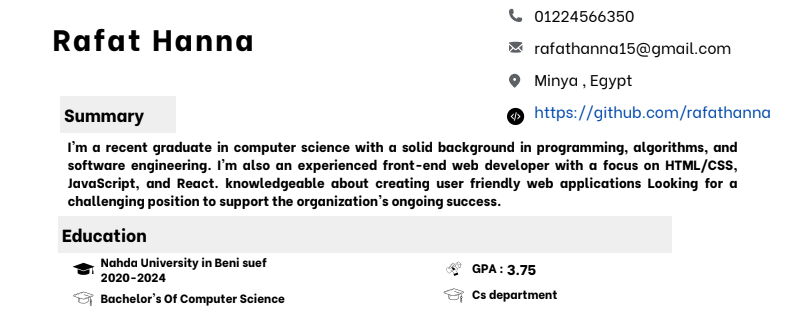 Rafat Hanna
01224566350
rafathanna15@gmail.com
Minya , Egypt
https://github.com/rafathanna
Summary
I'm a recent graduate in computer science with a solid background in programming, algorithms, and
software engineering. I'm also an experienced front-end web developer with a focus on HTML/CSS,
JavaScript, and React. knowledgeable about creating user friendly web applications Looking for a
challenging position to support the organization's ongoing success.
Education
Nahda University in Beni suef
2020-2024
Bachelor's Of Computer Science
GPA : 3.75
Cs department